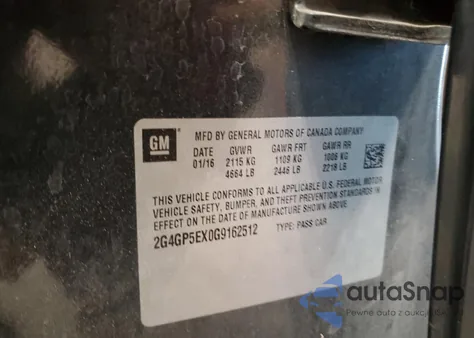 GM
MFD BY GENERAL MOTORS OF CANADA COMPANY
DATE GVWR GAWR FRT GAWR RR
01/16 2115 KG 1109 KG 1006 KG
4664 LB 2446 LB 2218 LB
THIS VEHICLE CONFORMS TO ALL APPLICABLE U.S. FEDERAL MOTOR
VEHICLE SAFETY, BUMPER, AND THEFT PREVENTION STANDARDS IN
EFFECT ON THE DATE OF MANUFACTURE SHOWN ABOVE.
2G4GP5EX0G9162512 TYPE: PASS CAR
autaSnap
Pewne auta z aukcji